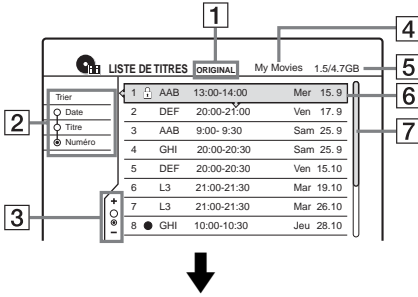 1
4
LISTE DE TITRES ORIGINAL My Movies 1.5/4.7GB 5
Trier
Date
Titre
Numéro
2
1 AAB 13:00-14:00 Mer 15. 9 6
2 DEF 20:00-21:00 Ven 17. 9
3 AAB 9:00- 9:30 Sam 25. 9 7
4 GHI 20:00-20:30 Sam 25. 9
5 DEF 20:00-20:30 Ven 15.10
6 L3 21:00-21:30 Mar 19.10
7 L3 21:00-21:30 Mar 26.10
8 ● GHI 10:00-10:30 Jeu 28.10
3
+
−